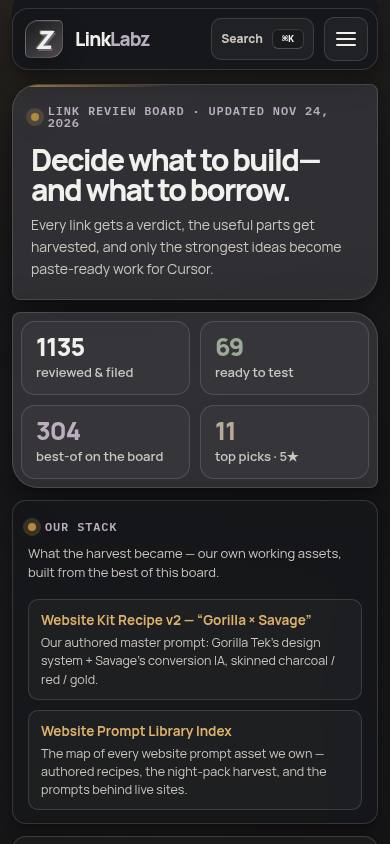 Z LinkLabz Search ⌘K
LINK REVIEW BOARD · UPDATED NOV 24,
2026
Decide what to build—
and what to borrow.
Every link gets a verdict, the useful parts get
harvested, and only the strongest ideas become
paste-ready work for Cursor.
1135
reviewed & filed
69
ready to test
304
best-of on the board
11
top picks · 5★
OUR STACK
What the harvest became — our own working assets,
built from the best of this board.
Website Kit Recipe v2 — “Gorilla × Savage”
Our authored master prompt: Gorilla Tek's design
system + Savage's conversion IA, skinned charcoal /
red / gold.
Website Prompt Library Index
The map of every website prompt asset we own —
authored recipes, the night-pack harvest, and the
prompts behind live sites.